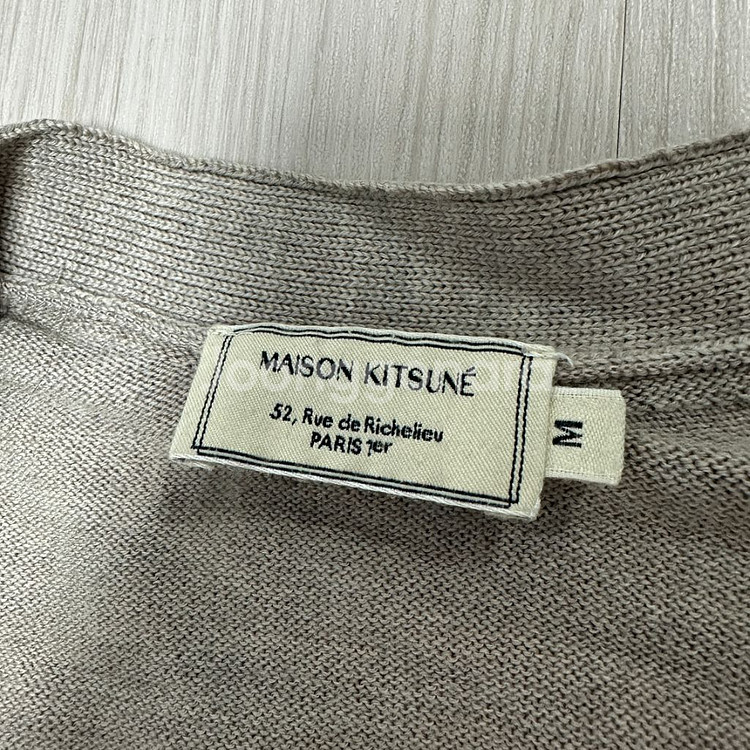 MAISON KITSUNÉ
52, Rue de Richelieu
PARIS 1er
M